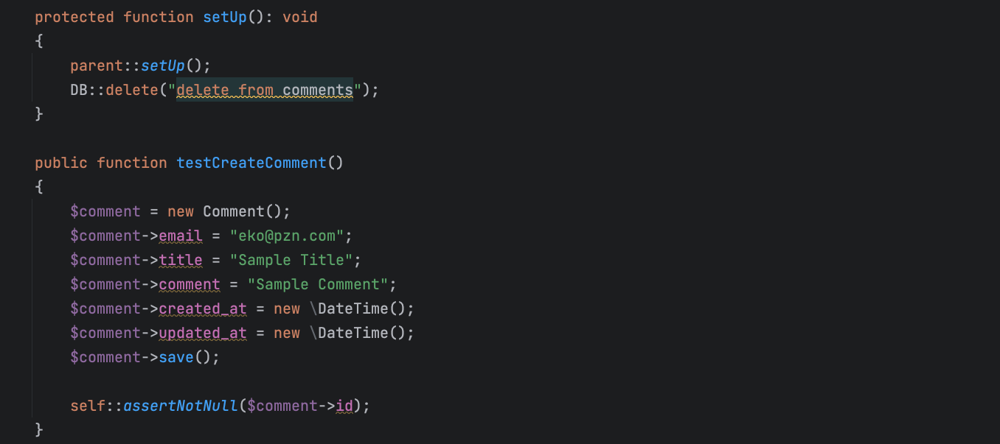 protected function setUp(): void
{
    parent::setUp();
    DB::delete("delete from comments");
}

public function testCreateComment()
{
    $comment = new Comment();
    $comment->email = "eko@pzn.com";
    $comment->title = "Sample Title";
    $comment->comment = "Sample Comment";
    $comment->created_at = new \DateTime();
    $comment->updated_at = new \DateTime();
    $comment->save();

    self::assertNotNull($comment->id);
}